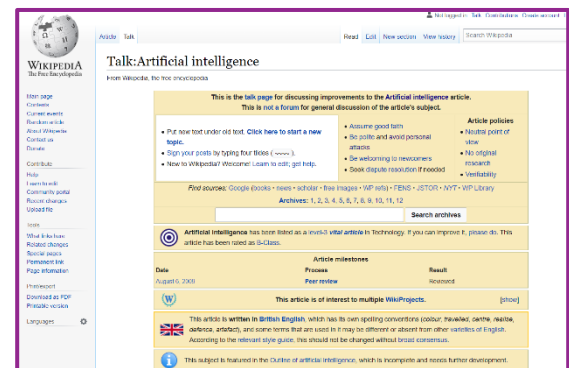 Not logged in Talk Contributions Create account
Article Talk
Read Edit New section View history
Search Wikipedia
WIKIPEDIA
The Free Encyclopedia
Talk:Artificial intelligence
From Wikipedia, the free encyclopedia
Main page
Contents
Current events
Random article
About Wikipedia
Contact us
Donate
Contribute
Help
Learn to edit
Community portal
Recent changes
Upload file
Tools
What links here
Related changes
Special pages
Permanent link
Page information
Print/export
Download as PDF
Printable version
Languages
This is the talk page for discussing improvements to the Artificial intelligence article.
This is not a forum for general discussion of the article's subject.
• Put new text under old text. Click here to start a new
topic.
• Sign your posts by typing four tildes ( ~~~~ ).
• New to Wikipedia? Welcome! Learn to edit; get help.
• Assume good faith
• Be polite and avoid personal
attacks
• Be welcoming to newcomers
• Seek dispute resolution if needed
Article policies
• Neutral point of
view
• No original
research
• Verifiability
Find sources: Google (books · news · scholar · free images · WP refs) · FENS · JSTOR · NYT · WP Library
Archives: 1, 2, 3, 4, 5, 6, 7, 8, 9, 10, 11, 12
Search archives
Artificial intelligence has been listed as a level-3 vital article in Technology. If you can improve it, please do. This
article has been rated as B-Class.
Article milestones
Date Process Result
August 6, 2009 Peer review Reviewed
This article is of interest to multiple WikiProjects. [show]
This article is written in British English, which has its own spelling conventions (colour, travelled, centre, realise,
defence, artefact), and some terms that are used in it may be different or absent from other varieties of English.
According to the relevant style guide, this should not be changed without broad consensus.
This subject is featured in the Outline of artificial intelligence, which is incomplete and needs further development.